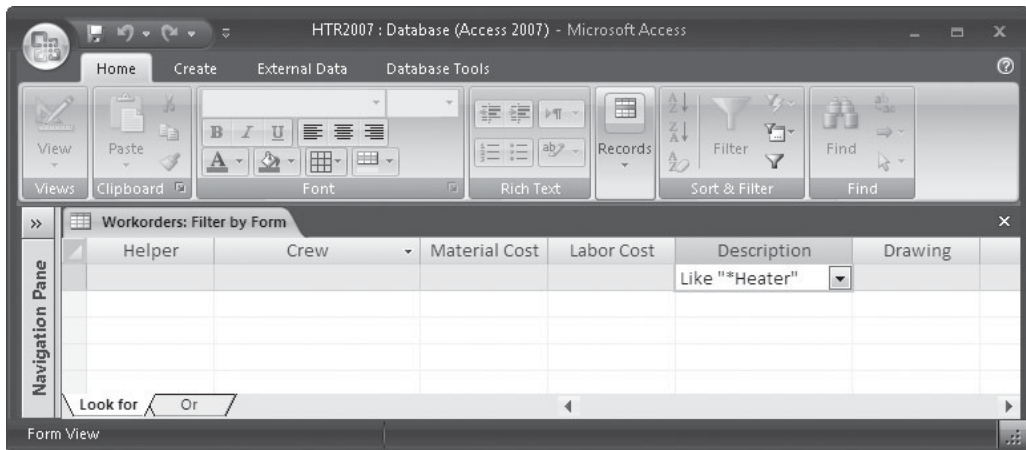 HTR2007 : Database (Access 2007) - Microsoft Access
Home Create External Data Database Tools
View Paste B I U A Records Filter Find
Views Clipboard Font Rich Text Sort & Filter Find
Workorders: Filter by Form
Navigation Pane
Helper Crew Material Cost Labor Cost Description Drawing
Like "*Heater"
Look for Or
Form View